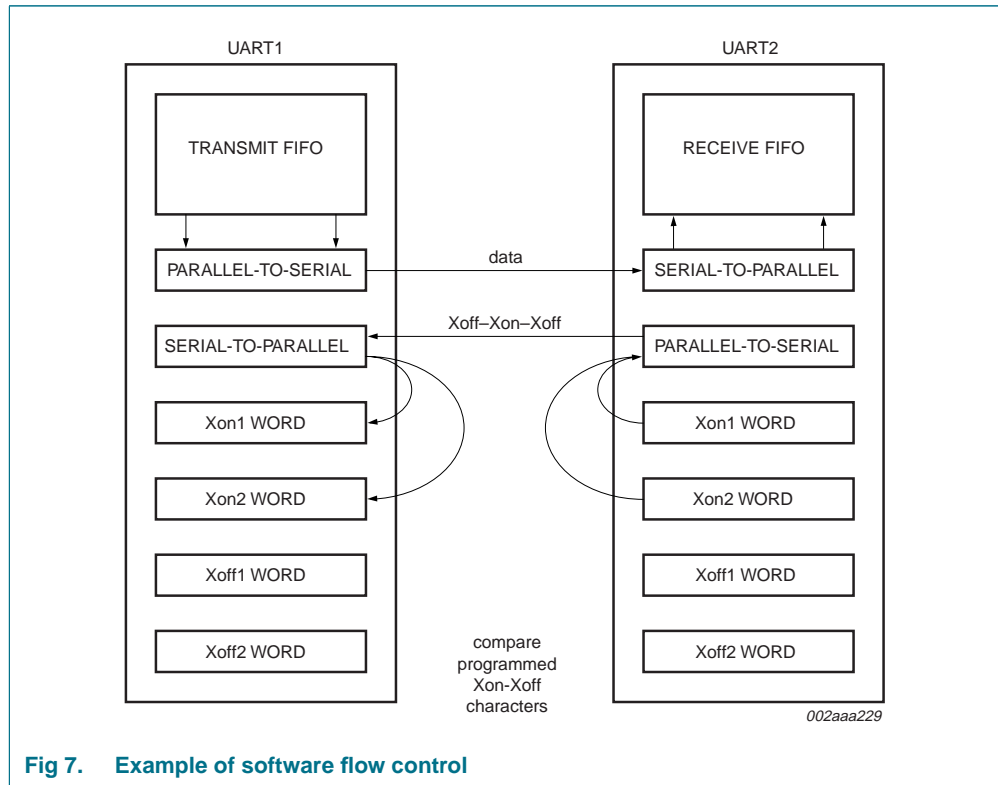 UART1
UART2
TRANSMIT FIFO
RECEIVE FIFO
PARALLEL-TO-SERIAL
data
SERIAL-TO-PARALLEL
Xoff–Xon–Xoff
SERIAL-TO-PARALLEL
PARALLEL-TO-SERIAL
Xon1 WORD
Xon1 WORD
Xon2 WORD
Xon2 WORD
Xoff1 WORD
Xoff1 WORD
Xoff2 WORD
Xoff2 WORD
compare
programmed
Xon-Xoff
characters
002aaa229
Fig 7. Example of software flow control